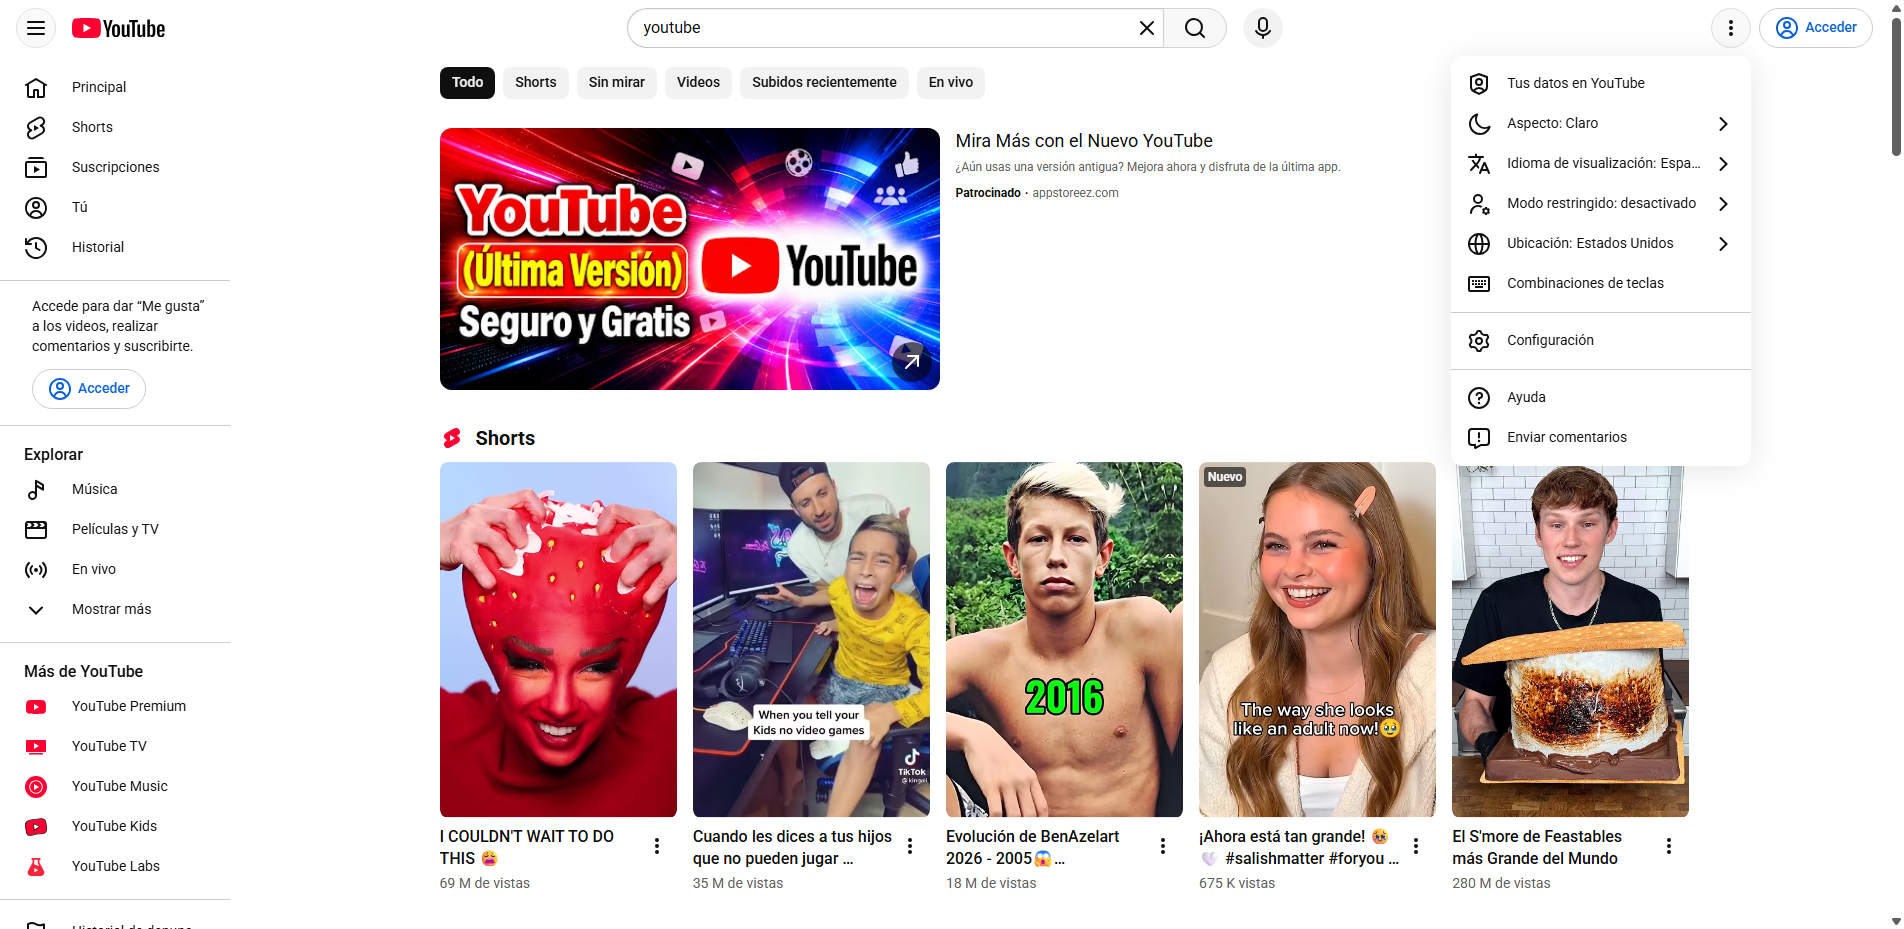 YouTube
youtube
Acceder
Principal
Shorts
Suscripciones
Tú
Historial
Accede para dar “Me gusta”
a los videos, realizar
comentarios y suscribirte.
Acceder
Explorar
Música
Películas y TV
En vivo
Mostrar más
Más de YouTube
YouTube Premium
YouTube TV
YouTube Music
YouTube Kids
YouTube Labs
Todo
Shorts
Sin mirar
Videos
Subidos recientemente
En vivo
YouTube
(Última Versión)
Seguro y Gratis
YouTube
Mira Más con el Nuevo YouTube
¿Aún usas una versión antigua? Mejora ahora y disfruta de la última app.
Patrocinado · appstoreez.com
Tus datos en YouTube
Aspecto: Claro
Idioma de visualización: Espa...
Modo restringido: desactivado
Ubicación: Estados Unidos
Combinaciones de teclas
Configuración
Ayuda
Enviar comentarios
Shorts
When you tell your
Kids no video games
TikTok
2016
Nuevo
The way she looks
like an adult now!🥹
I COULDN'T WAIT TO DO
THIS 😩
69 M de vistas
Cuando les dices a tus hijos
que no pueden jugar ...
35 M de vistas
Evolución de BenAzelart
2026 - 2005😱...
18 M de vistas
¡Ahora está tan grande! 😭
🤍 #salishmatter #foryou ...
675 K vistas
El S'more de Feastables
más Grande del Mundo
280 M de vistas